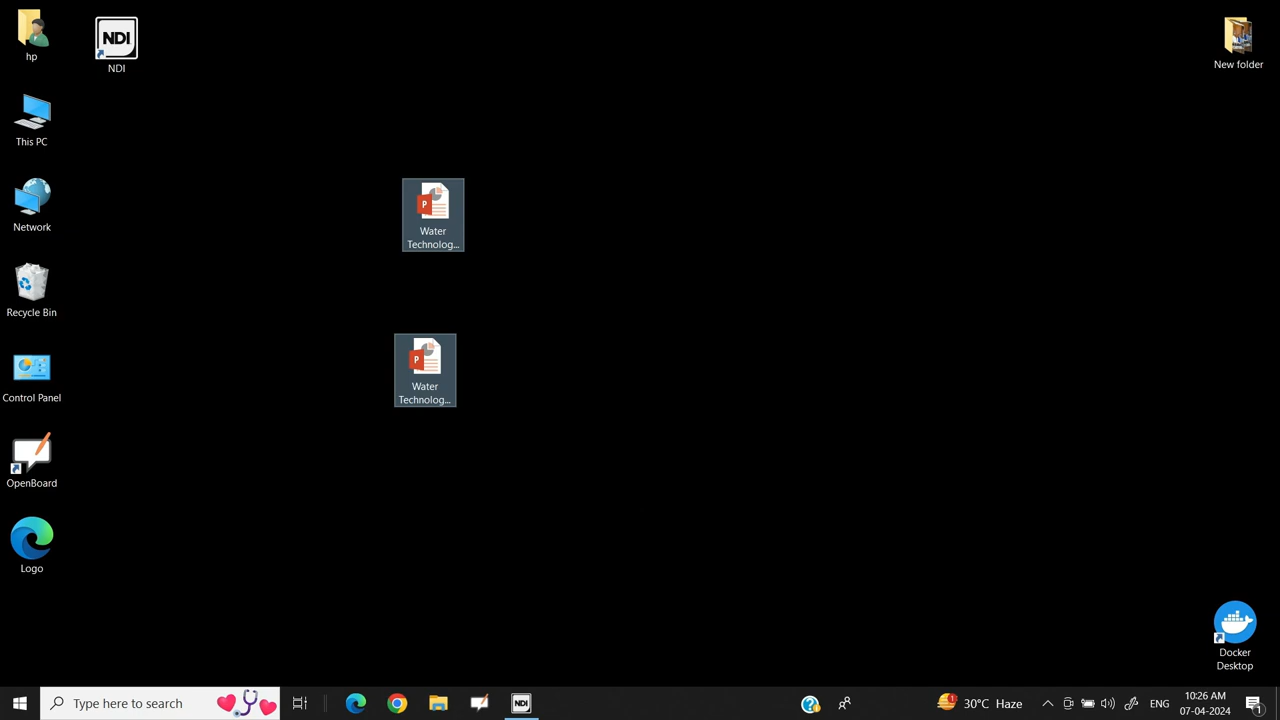 hp
NDI
NDI
New folder
This PC
Network
Water
Technolog...
Recycle Bin
Water
Technolog...
Control Panel
OpenBoard
Logo
Docker
Desktop
Type here to search
NDI
30°C Haze
ENG
10:26 AM
07-04-2024